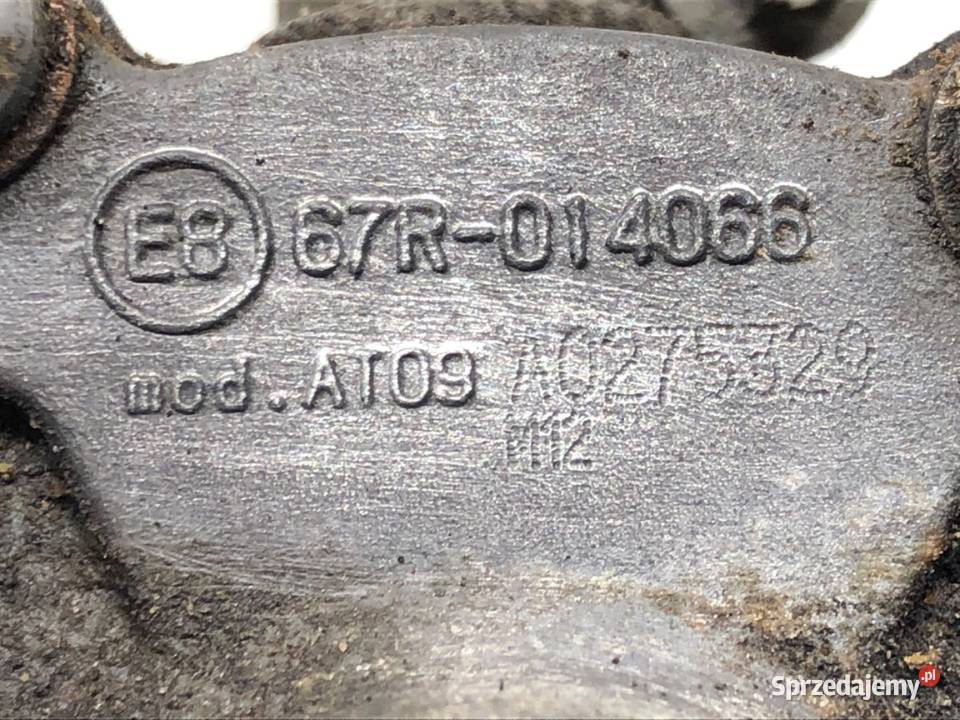 E8 67R-014066
mod. AT09 A0275329
M12
Sprzedajemy.pl